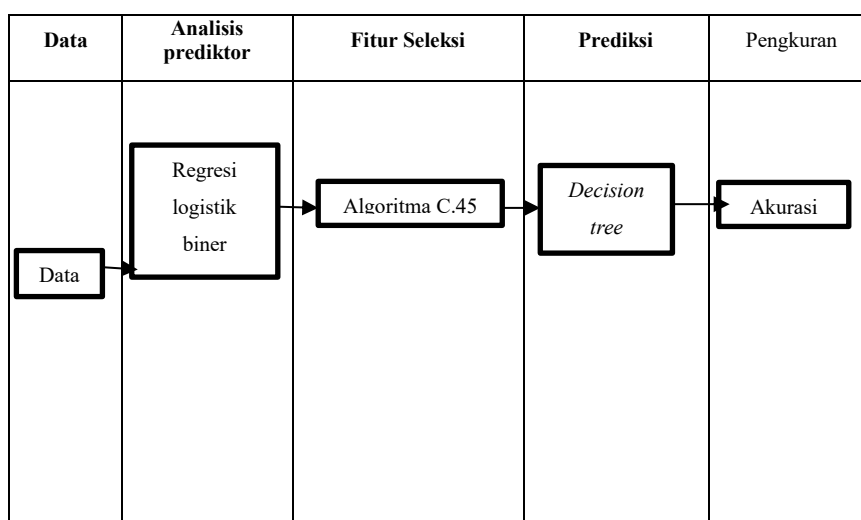 Data
Analisis
prediktor
Fitur Seleksi
Prediksi
Pengkuran
Data
Regresi
logistik
biner
Algoritma C.45
Decision
tree
Akurasi